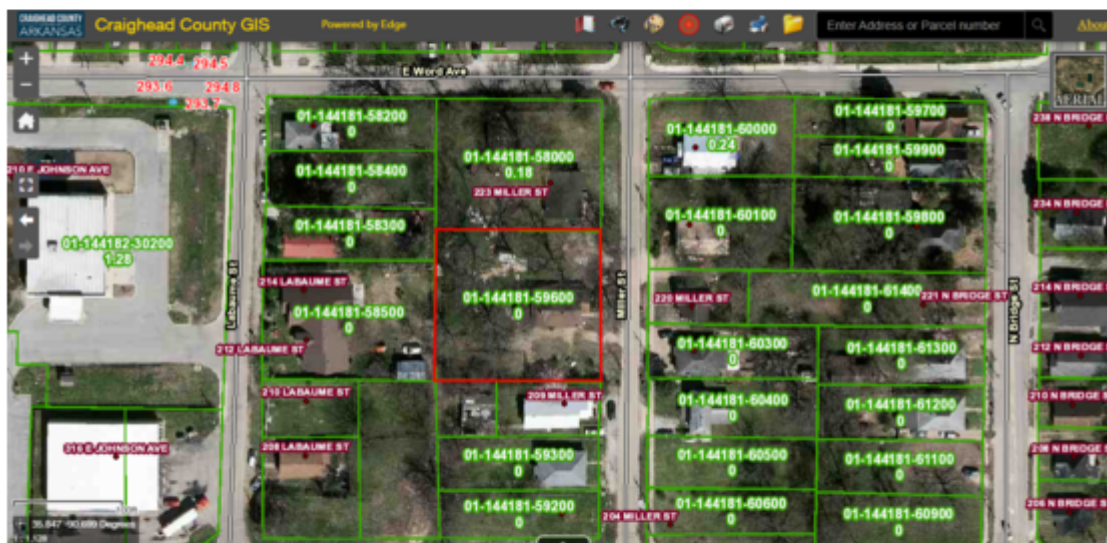 CRAIGHEAD COUNTY
ARKANSAS
Craighead County GIS
Powered by Edge
Enter Address or Parcel number
Abou
294.4
294.5
293.6
294.8
293.7
E Word Ave
AERIAL
01-144181-58200
0
01-144181-58000
0.18
223 MILLER ST
01-144181-58400
0
01-144181-58300
0
01-144181-60000
0.24
01-144181-59700
0
01-144181-59900
0
01-144181-60100
0
01-144181-59800
0
238 N BRIDGE S
234 N BRIDGE S
210 E JOHNSON AVE
01-144182-30200
1.28
Labaume St
214 LABAUME ST
01-144181-58500
0
212 LABAUME ST
01-144181-59600
0
Miller St
220 MILLER ST
01-144181-61400
0
221 N BRIDGE ST
N Bridge St
214 N BRIDGE S
01-144181-60300
0
01-144181-61300
0
212 N BRIDGE S
210 LABAUME ST
209 MILLER ST
01-144181-60400
0
01-144181-61200
0
210 N BRIDGE S
316 E JOHNSON AVE
208 LABAUME ST
01-144181-59300
0
01-144181-60500
0
01-144181-61100
0
208 N BRIDGE S
01-144181-59200
0
204 MILLER ST
01-144181-60600
0
01-144181-60900
0
206 N BRIDGE S
35.847 -90.699 Degrees